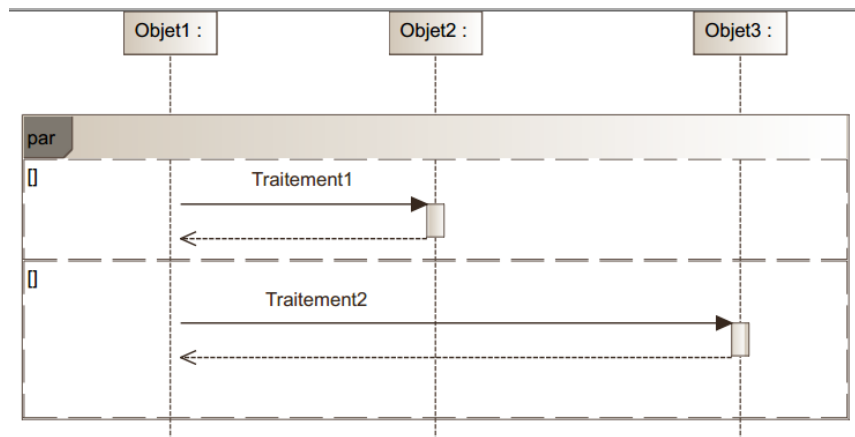 Objet1 : Objet2 : Objet3 :
par
[]
Traitement1
[]
Traitement2